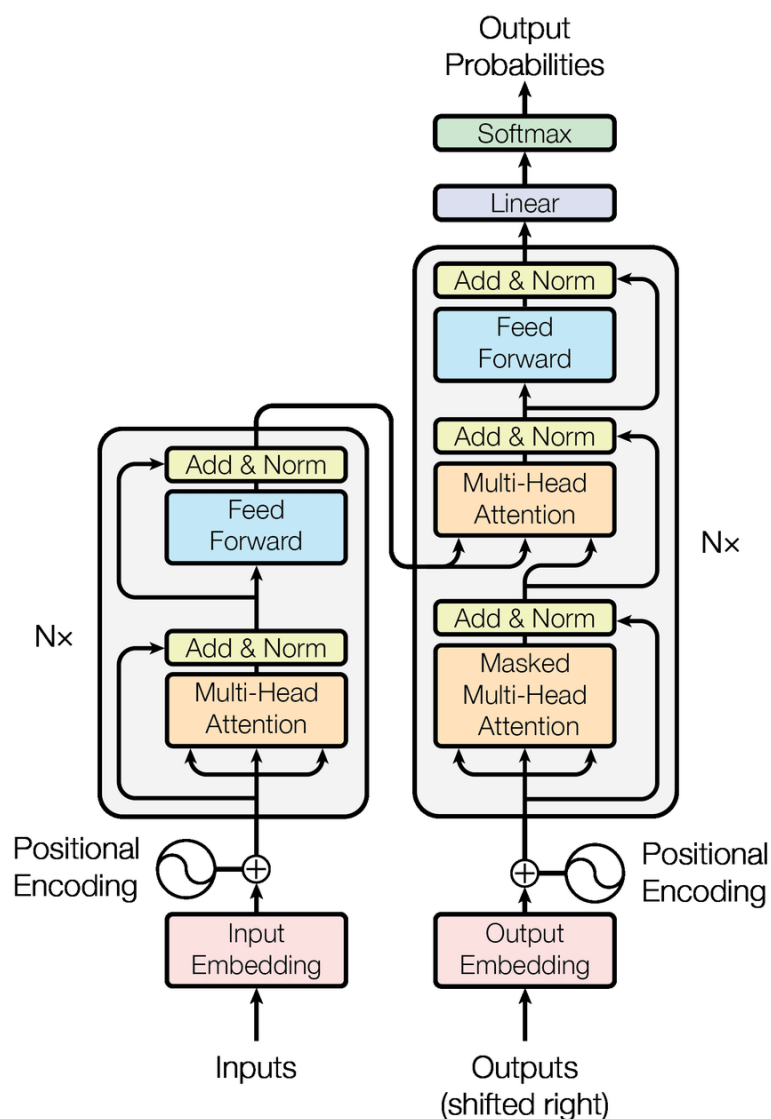 Output
Probabilities
Softmax
Linear
Add & Norm
Feed
Forward
Add & Norm
Multi-Head
Attention
Nx
Add & Norm
Masked
Multi-Head
Attention
Add & Norm
Feed
Forward
Nx
Add & Norm
Multi-Head
Attention
Positional
Encoding
Positional
Encoding
Input
Embedding
Output
Embedding
Inputs
Outputs
(shifted right)